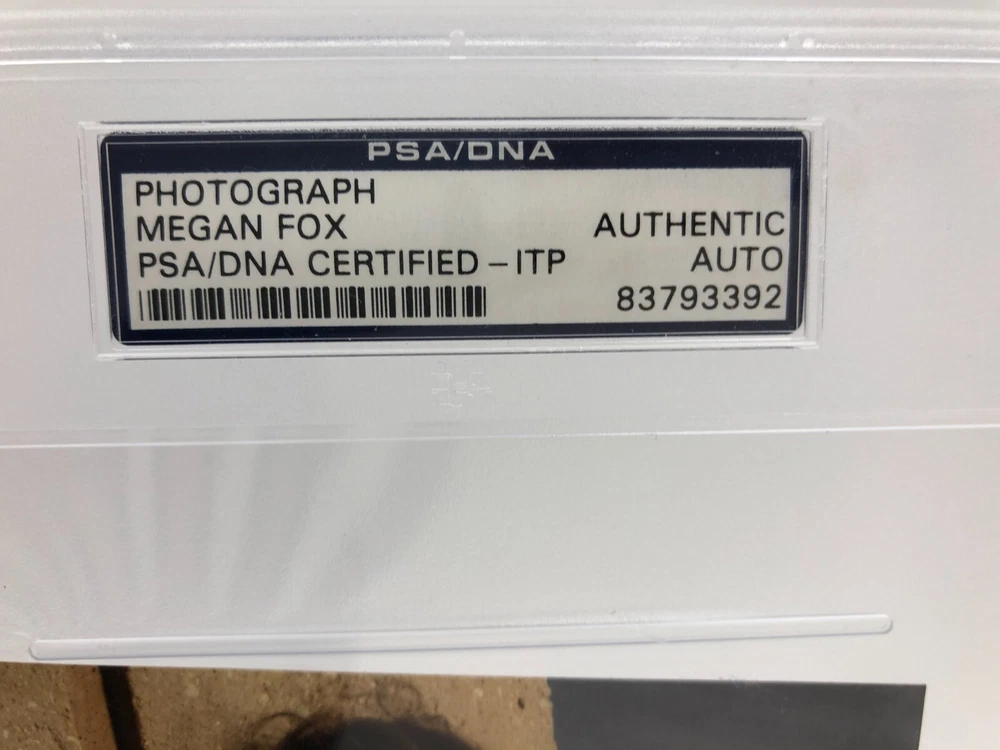 PSA/DNA
PHOTOGRAPH
MEGAN FOX
AUTHENTIC
PSA/DNA CERTIFIED – ITP
AUTO
83793392